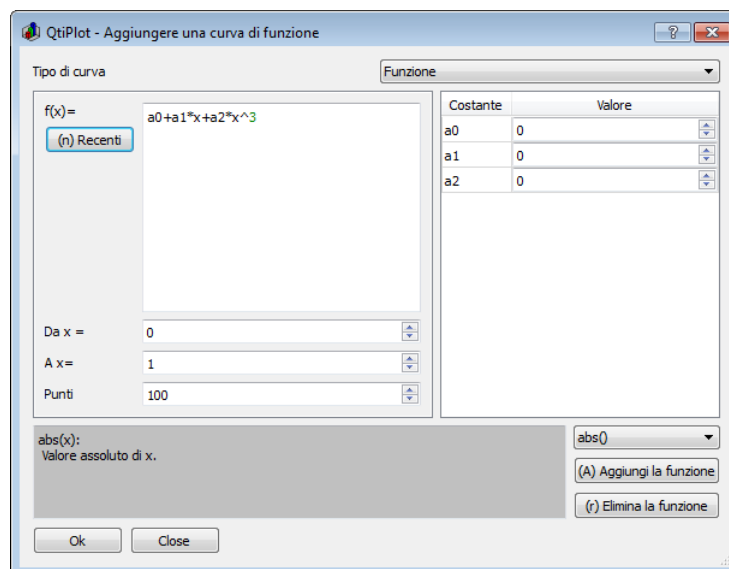 QtiPlot - Aggiungere una curva di funzione
Tipo di curva
Funzione
f(x)=
(n) Recenti
a0+a1*x+a2*x^3
Costante Valore
a0 0
a1 0
a2 0
Da x = 0
A x= 1
Punti 100
abs(x):
Valore assoluto di x.
abs()
(A) Aggiungi la funzione
(r) Elimina la funzione
Ok Close